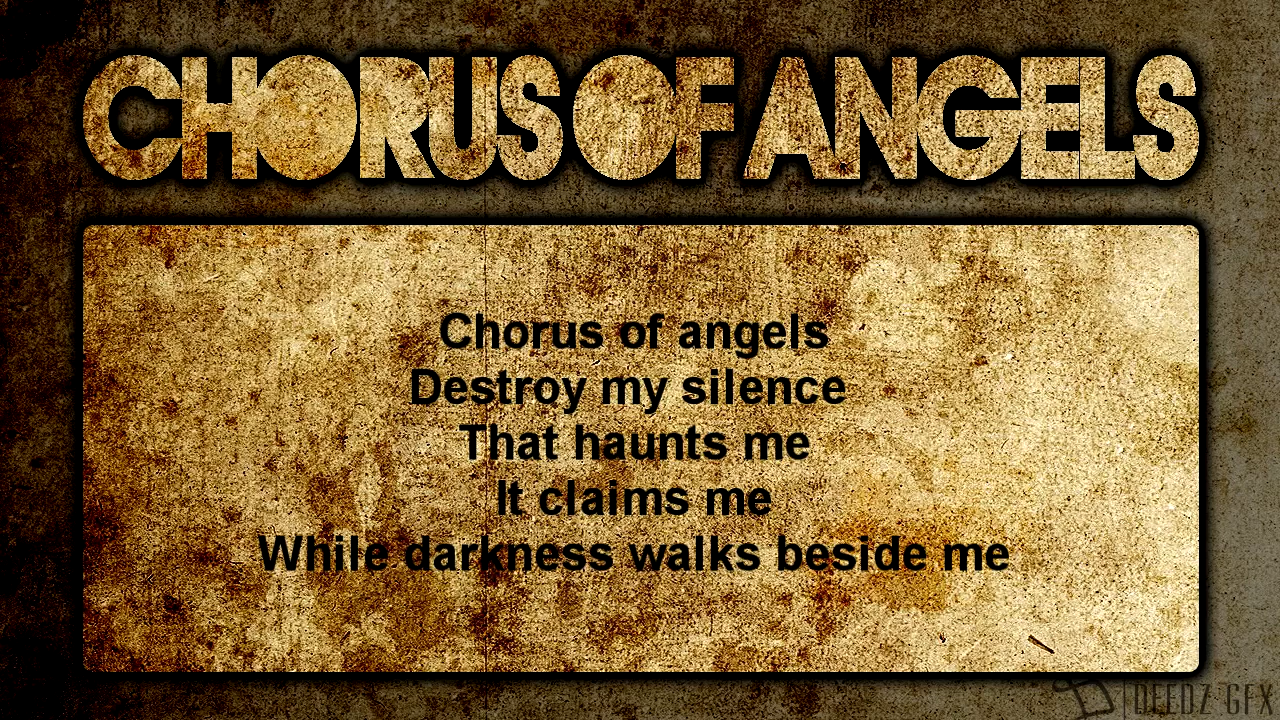 CHORUS OF ANGELS
Chorus of angels
Destroy my silence
That haunts me
It claims me
While darkness walks beside me
DEEDZ GFX